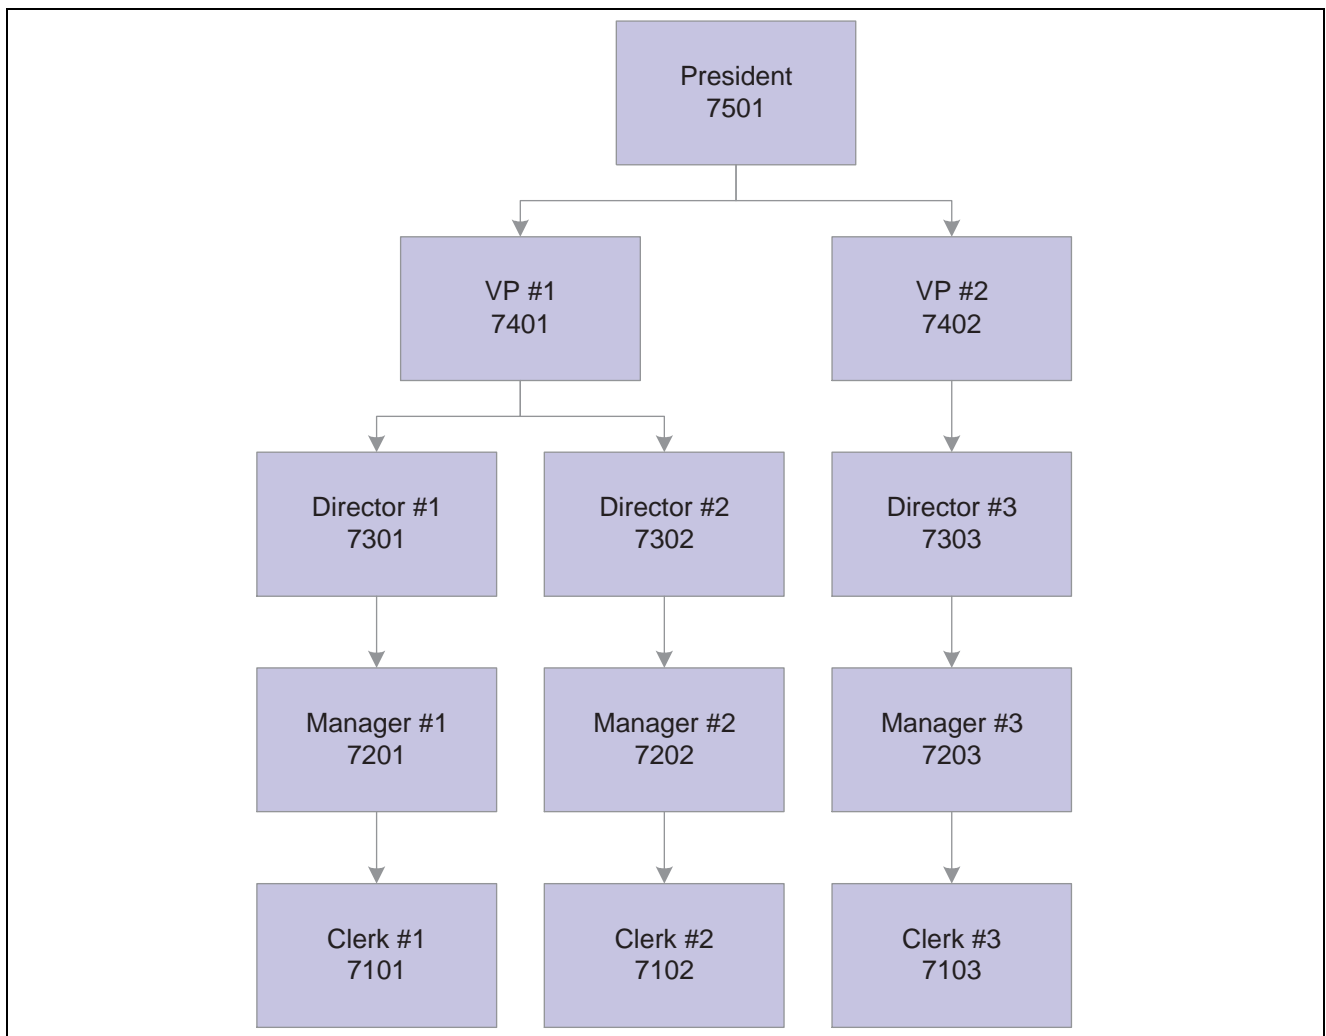 President
7501
VP #1
7401
VP #2
7402
Director #1
7301
Director #2
7302
Director #3
7303
Manager #1
7201
Manager #2
7202
Manager #3
7203
Clerk #1
7101
Clerk #2
7102
Clerk #3
7103